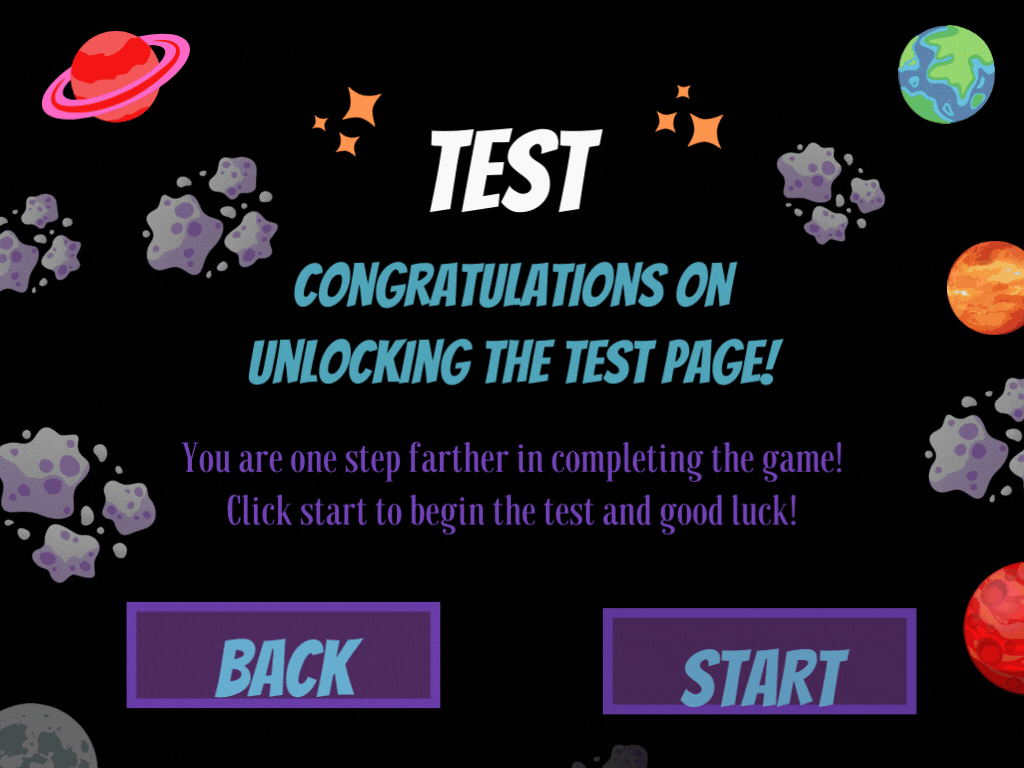 TEST
CONGRATULATIONS ON
UNLOCKING THE TEST PAGE!
You are one step farther in completing the game!
Click start to begin the test and good luck!
BACK
START